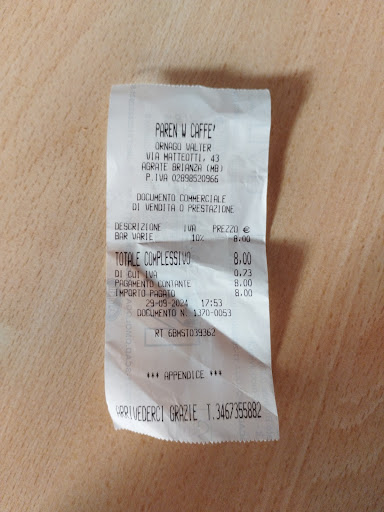 PAREN W CAFFE'
ORNAGO WALTER
VIA MATTEOTTI, 43
AGRATE BRIANZA (MB)
P.IVA 02898520966
DOCUMENTO COMMERCIALE
DI VENDITA O PRESTAZIONE
DESCRIZIONE IVA PREZZO €
BAR VARIE 10% 8,00
TOTALE COMPLESSIVO 8,00
DI CUI IVA 0,73
PAGAMENTO CONTANTE 8,00
IMPORTO PAGATO 8,00
29-09-2024 17:53
DOCUMENTO N. 1370-0053
RT 6BMST039362
*** APPENDICE ***
ARRIVEDERCI GRAZIE T.3467355882